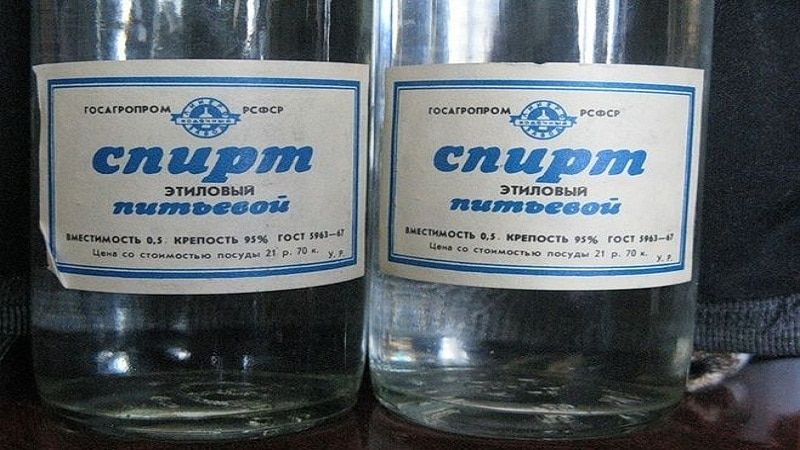 ГОСАГРОПРОМ РСФСР
спирт
ЭТИЛОВЫЙ
питьевой
ВМЕСТИМОСТЬ 0,5. КРЕПОСТЬ 95% ГОСТ 5963—67
Цена со стоимостью посуды 21 р. 70 к. У. Р.
ГОСАГРОПРОМ РСФСР
спирт
ЭТИЛОВЫЙ
питьевой
ВМЕСТИМОСТЬ 0,5. КРЕПОСТЬ 95% ГОСТ 5963—67
Цена со стоимостью посуды 21 р. 70 к. У. Р.